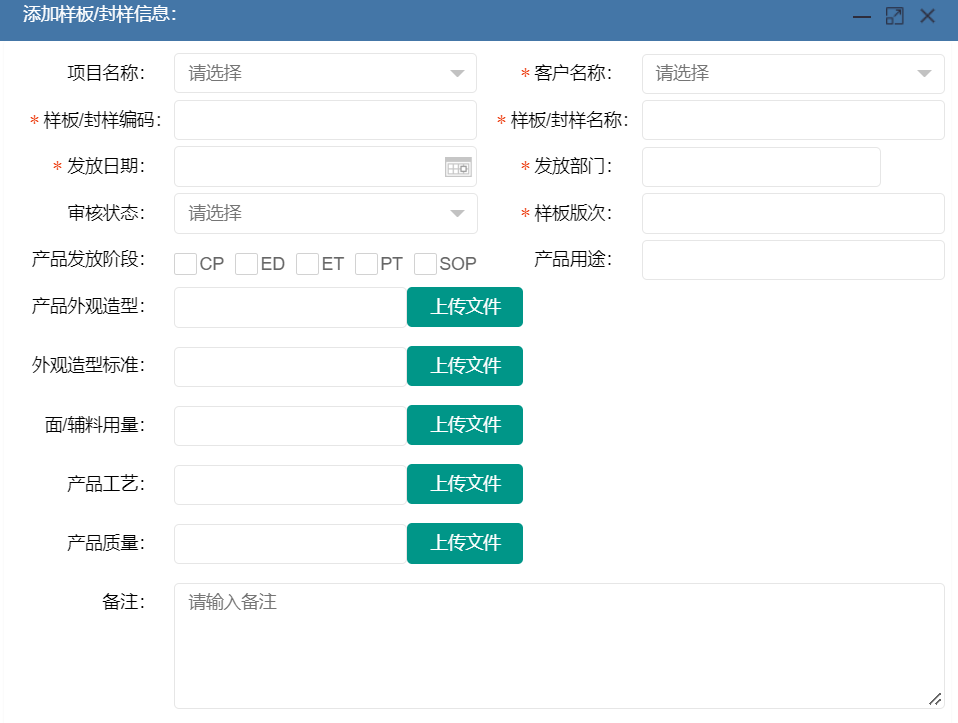 添加样板/封样信息：
项目名称： 请选择 * 客户名称： 请选择
* 样板/封样编码： * 样板/封样名称：
* 发放日期： * 发放部门：
审核状态： 请选择 * 样板版次：
产品发放阶段： CP ED ET PT SOP 产品用途：
产品外观造型： 上传文件
外观造型标准： 上传文件
面/辅料用量： 上传文件
产品工艺： 上传文件
产品质量： 上传文件
备注： 请输入备注